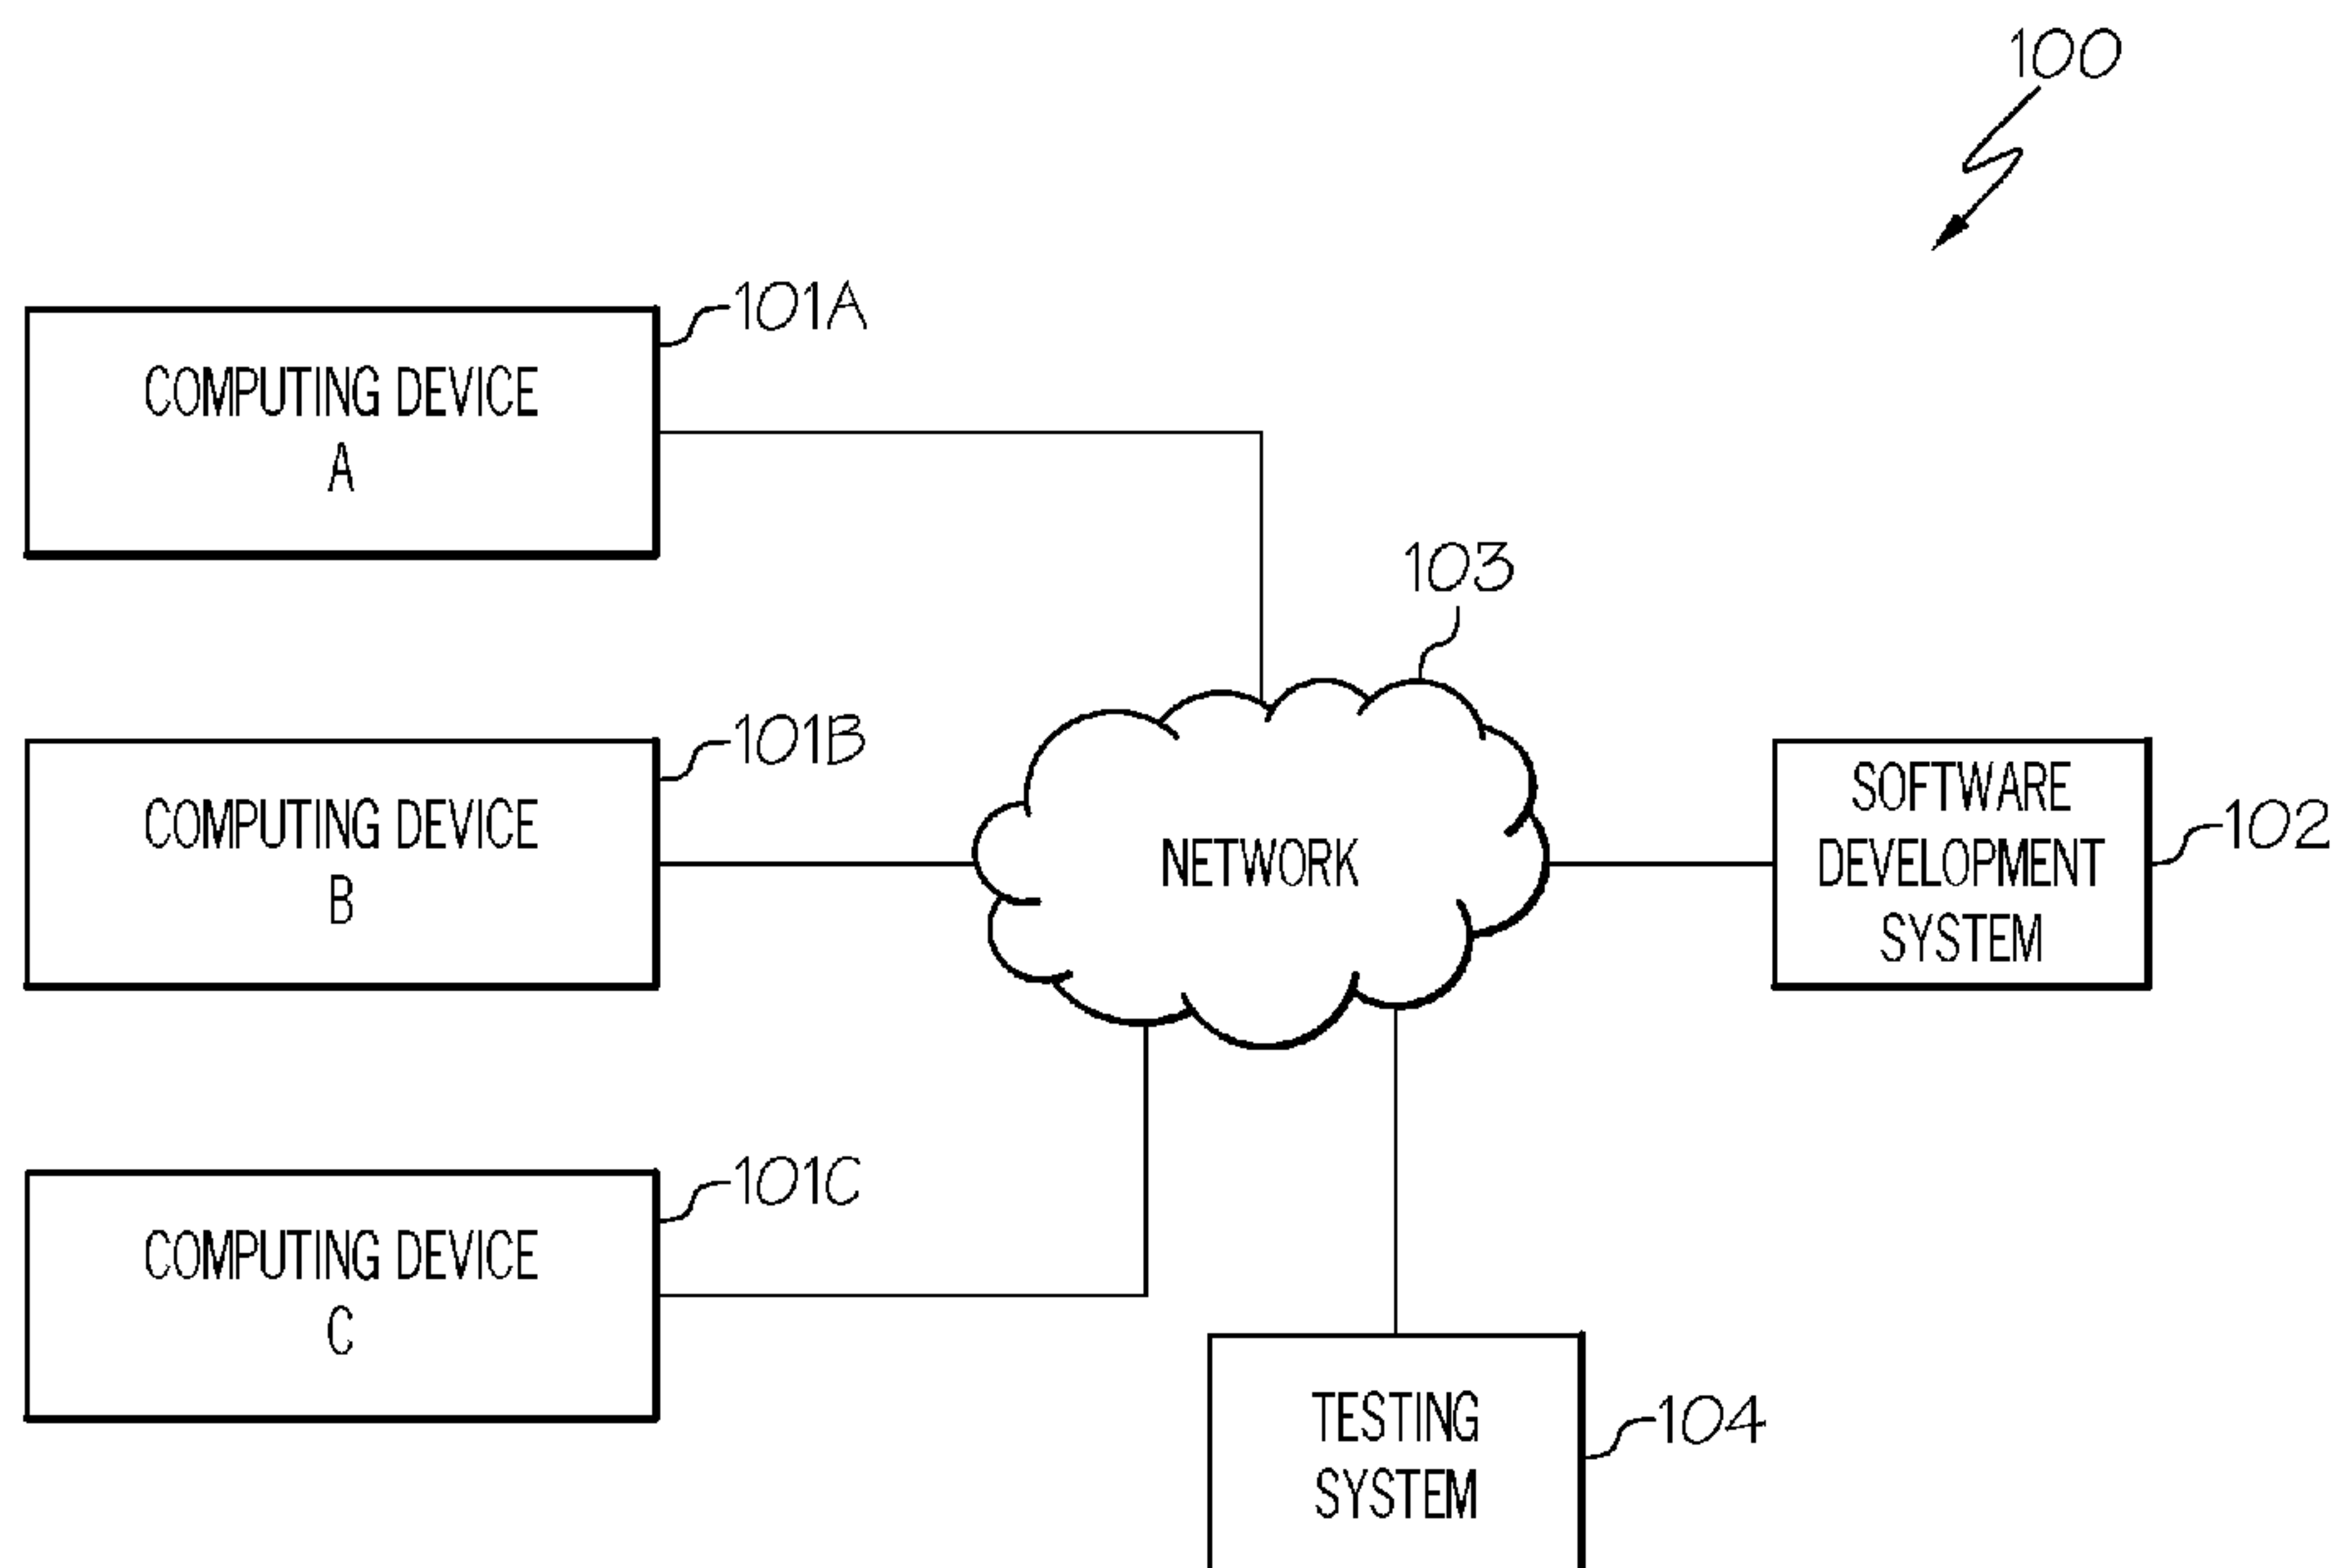 100
101A
COMPUTING DEVICE
A
103
101B
COMPUTING DEVICE
B
NETWORK
SOFTWARE
DEVELOPMENT
SYSTEM
102
101C
COMPUTING DEVICE
C
TESTING
SYSTEM
104